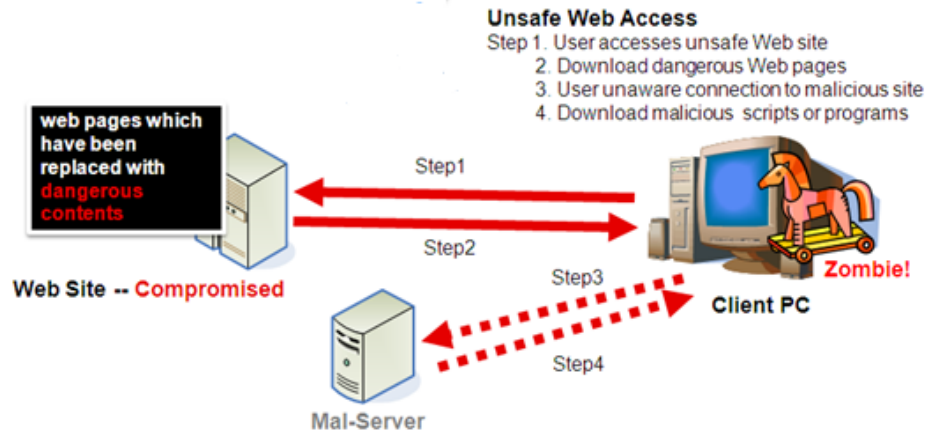 Unsafe Web Access
Step 1. User accesses unsafe Web site
2. Download dangerous Web pages
3. User unaware connection to malicious site
4. Download malicious scripts or programs
web pages which
have been
replaced with
dangerous
contents
Step1
Step2
Zombie!
Web Site -- Compromised
Step3
Client PC
Step4
Mal-Server